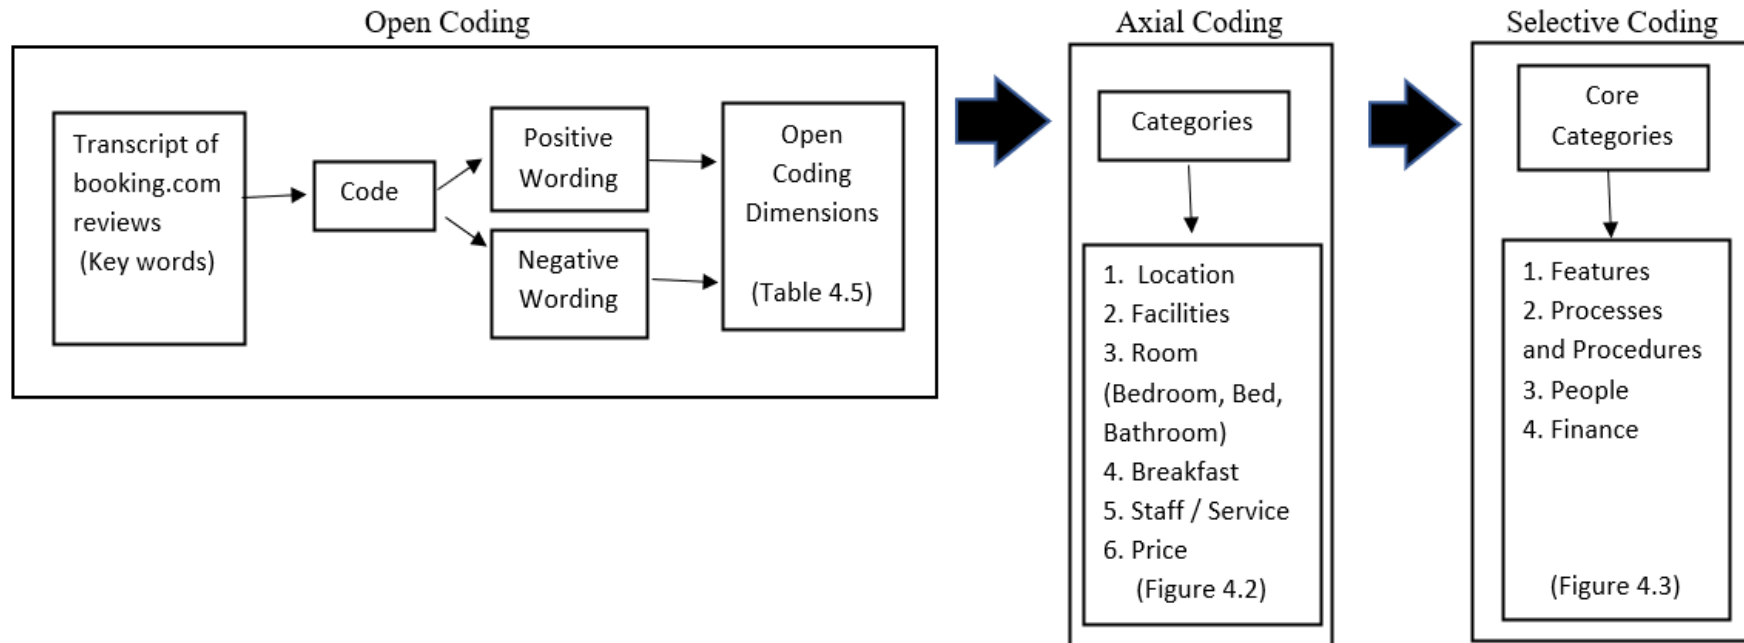 Open Coding
Transcript of
booking.com
reviews
(Key words)
Code
Positive
Wording
Negative
Wording
Open
Coding
Dimensions
(Table 4.5)
Axial Coding
Categories
1. Location
2. Facilities
3. Room
(Bedroom, Bed,
Bathroom)
4. Breakfast
5. Staff / Service
6. Price
(Figure 4.2)
Selective Coding
Core
Categories
1. Features
2. Processes
and Procedures
3. People
4. Finance
(Figure 4.3)